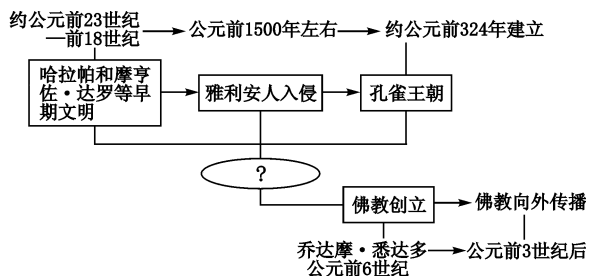 约公元前23世纪
—前18世纪
公元前1500年左右
约公元前324年建立
哈拉帕和摩亨
佐·达罗等早
期文明
雅利安人入侵
孔雀王朝
?
佛教创立
佛教向外传播
乔达摩·悉达多
公元前6世纪
公元前3世纪后